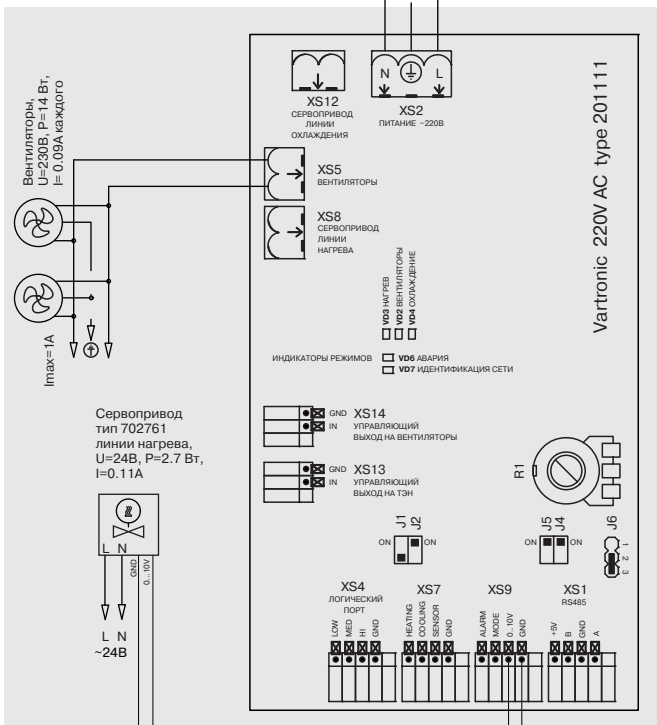 N
L
XS12
СЕРВОПРИВОД
ЛИНИИ
ОХЛАЖДЕНИЯ
XS2
ПИТАНИЕ ~220В
Вентиляторы,
U=230В, P=14 Вт,
I= 0.09А каждого
XS5
ВЕНТИЛЯТОРЫ
XS8
СЕРВОПРИВОД
ЛИНИИ
НАГРЕВА
Vartronic 220V AC type 201111
VD3 НАГРЕВ
VD2 ВЕНТИЛЯТОРЫ
VD4 ОХЛАЖДЕНИЕ
Imax=1A
ИНДИКАТОРЫ РЕЖИМОВ
VD6 АВАРИЯ
VD7 ИДЕНТИФИКАЦИЯ СЕТИ
Сервопривод
тип 702761
линии нагрева,
U=24В, P=2.7 Вт,
I=0.11А
GND XS14
IN УПРАВЛЯЮЩИЙ
ВЫХОД НА ВЕНТИЛЯТОРЫ
GND XS13
IN УПРАВЛЯЮЩИЙ
ВЫХОД НА ТЭН
R1
J1
J2
ON
ON
J5
J4
ON
ON
J6
1
2
3
L N
GND
0...10V
L N
~24В
XS4
ЛОГИЧЕСКИЙ
ПОРТ
LOW
MED
HI
GND
XS7
HEATING
COOLING
SENSOR
GND
XS9
ALARM
MODE
0...10V
GND
XS1
RS485
+5V
B
GND
A